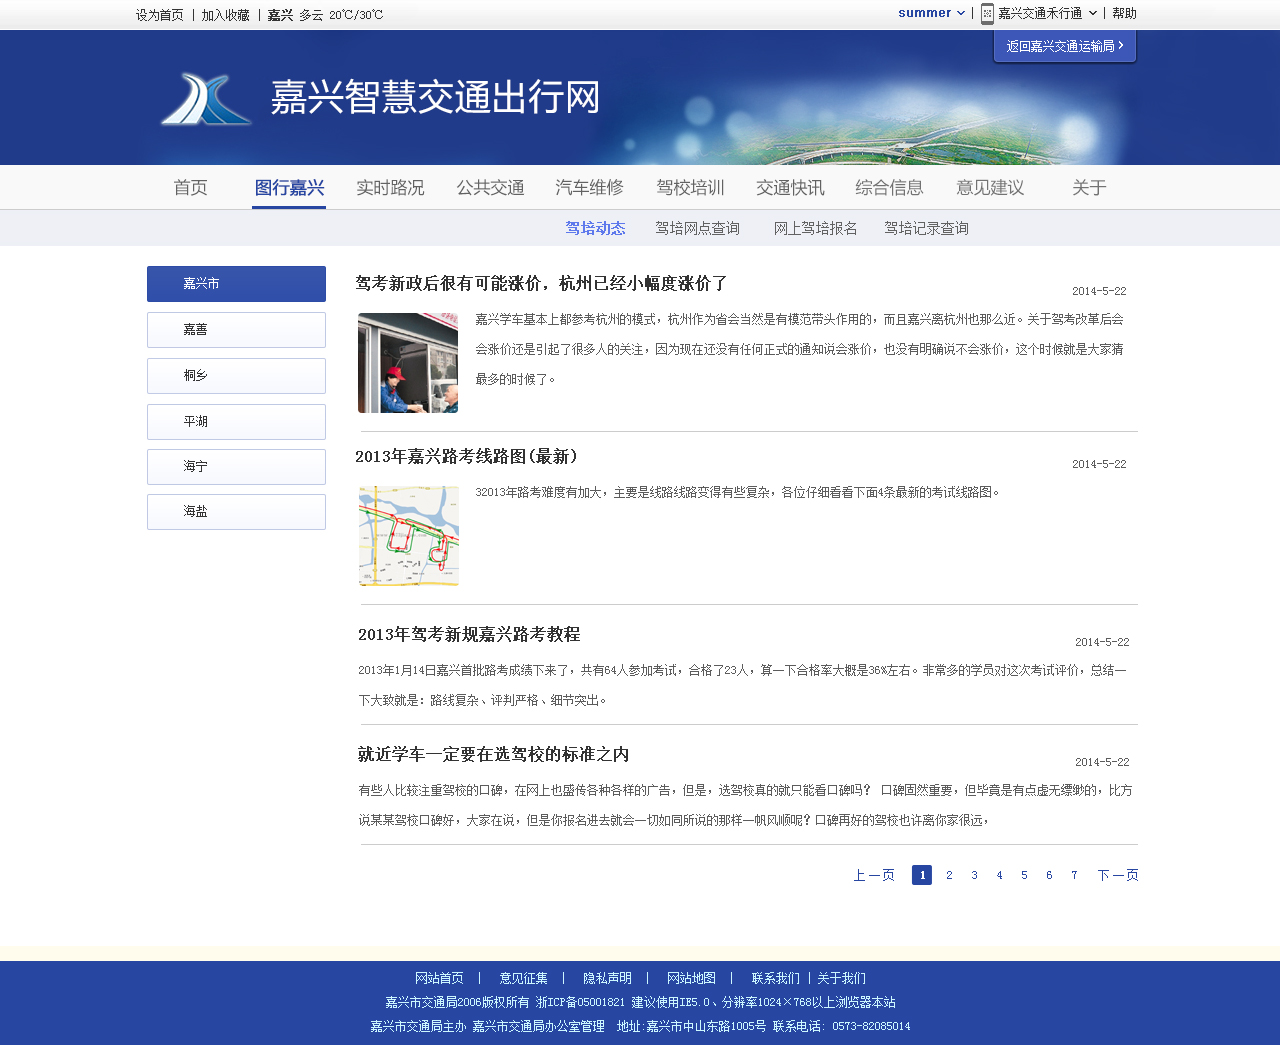 设为首页 | 加入收藏 | 嘉兴 多云 20℃/30℃
summer | 嘉兴交通禾行通 | 帮助
返回嘉兴交通运输局
嘉兴智慧交通出行网
首页 图行嘉兴 实时路况 公共交通 汽车维修 驾校培训 交通快讯 综合信息 意见建议 关于
驾培动态 驾培网点查询 网上驾培报名 驾培记录查询
嘉兴市
嘉善
桐乡
平湖
海宁
海盐
驾考新政后很有可能涨价，杭州已经小幅度涨价了
2014-5-22
嘉兴学车基本上都参考杭州的模式，杭州作为省会当然是有模范带头作用的，而且嘉兴离杭州也那么近。关于驾考改革后会
会涨价还是引起了很多人的关注，因为现在还没有任何正式的通知说会涨价，也没有明确说不会涨价，这个时候就是大家猜
最多的时候了。
2013年嘉兴路考线路图(最新)
2014-5-22
32013年路考难度有加大，主要是线路线路变得有些复杂，各位仔细看看下面4条最新的考试线路图。
2013年驾考新规嘉兴路考教程
2014-5-22
2013年1月14日嘉兴首批路考成绩下来了，共有64人参加考试，合格了23人，算一下合格率大概是36%左右。非常多的学员对这次考试评价，总结一
下大致就是：路线复杂、评判严格、细节突出。
就近学车一定要在选驾校的标准之内
2014-5-22
有些人比较注重驾校的口碑，在网上也盛传各种各样的广告，但是，选驾校真的就只能看口碑吗？ 口碑固然重要，但毕竟是有点虚无缥缈的，比方
说某某驾校口碑好，大家在说，但是你报名进去就会一切如同所说的那样一帆风顺呢？口碑再好的驾校也许离你家很远，
上一页 1 2 3 4 5 6 7 下一页
网站首页 | 意见征集 | 隐私声明 | 网站地图 | 联系我们 | 关于我们
嘉兴市交通局2006版权所有 浙ICP备05001821 建议使用IE5.0、分辨率1024×768以上浏览器本站
嘉兴市交通局主办 嘉兴市交通局办公室管理 地址:嘉兴市中山东路1005号 联系电话: 0573-82085014